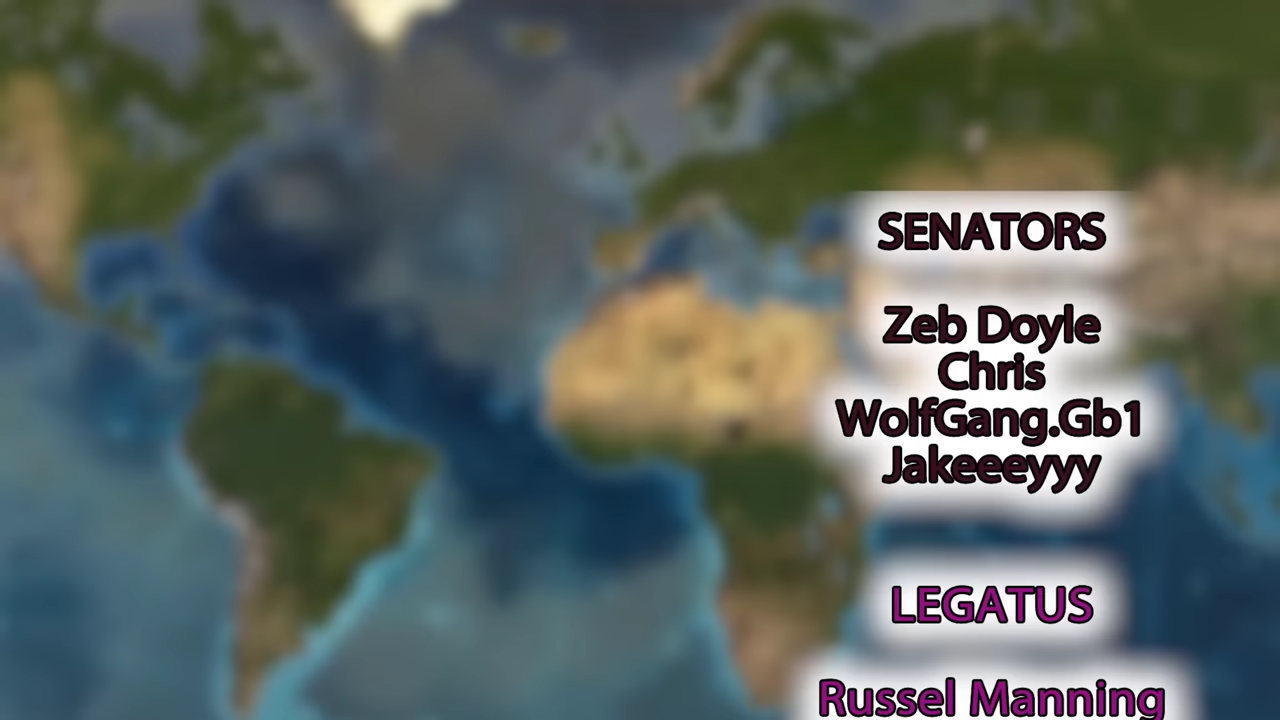 SENATORS
Zeb Doyle
Chris
WolfGang.Gb1
Jakeeeyyy
LEGATUS
Russel Manning